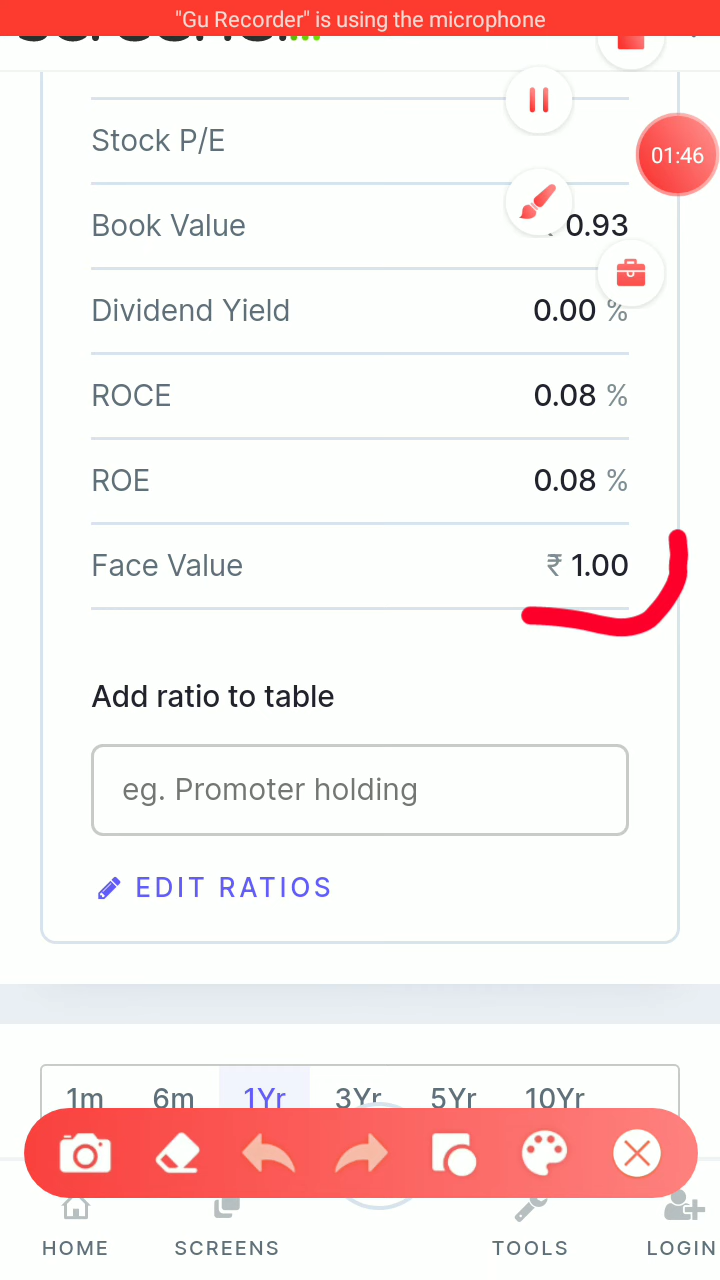 "Gu Recorder" is using the microphone
01:46
Stock P/E
Book Value 0.93
Dividend Yield 0.00 %
ROCE 0.08 %
ROE 0.08 %
Face Value ₹ 1.00
Add ratio to table
eg. Promoter holding
EDIT RATIOS
1m 6m 1Yr 3Yr 5Yr 10Yr
HOME SCREENS TOOLS LOGIN